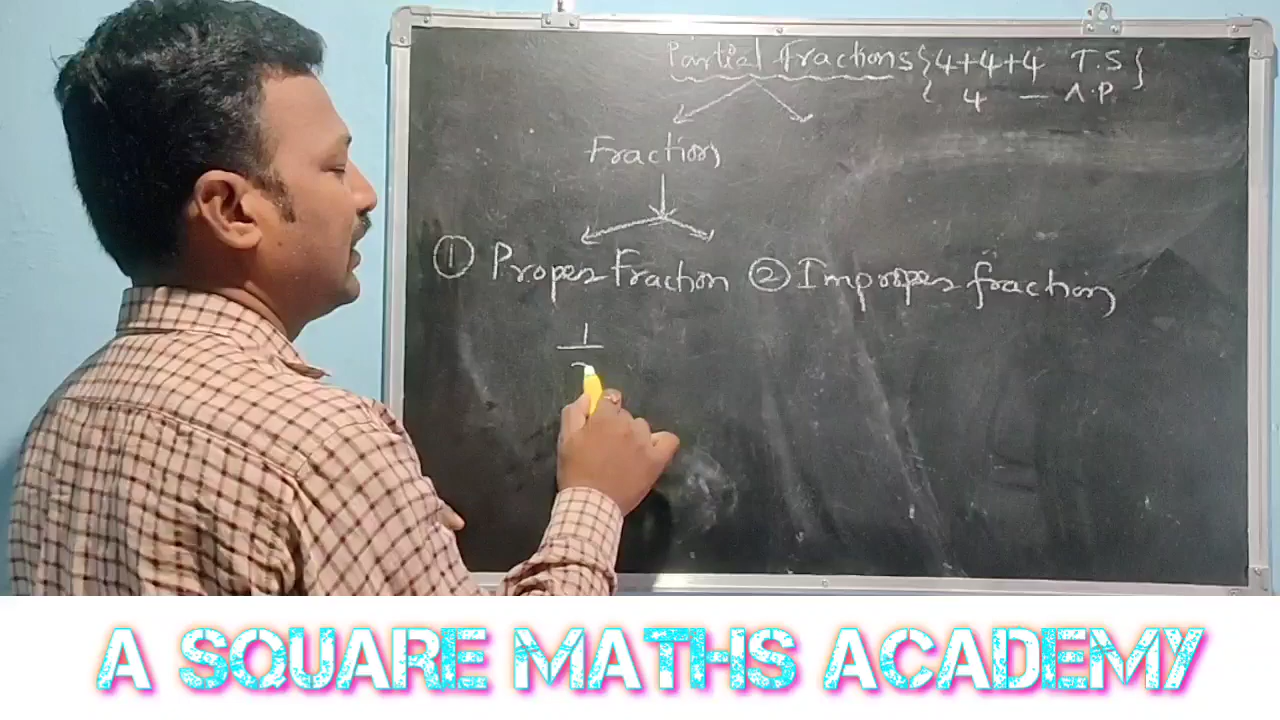 Partial Fractions { 4+4+4 T.S }
4 — A.P
Fraction
① Proper Fraction ② Improper fraction
1
A SQUARE MATHS ACADEMY